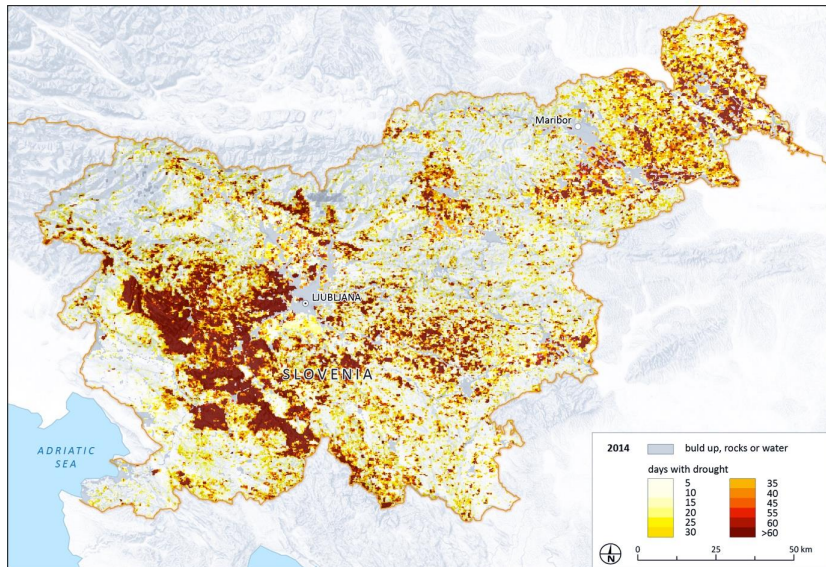 Maribor
LJUBLJANA
SLOVENIA
ADRIATIC
SEA
2014 buld up, rocks or water
days with drought
5 35
10 40
15 45
20 55
25 60
30 >60
N
0 25 50 km